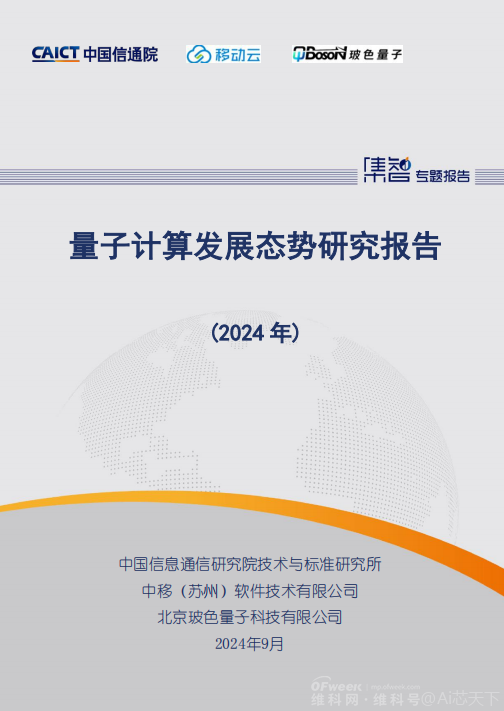 CAICT 中国信通院 移动云 Boson 玻色量子
集智 专题报告
量子计算发展态势研究报告
(2024 年)
中国信息通信研究院技术与标准研究所
中移（苏州）软件技术有限公司
北京玻色量子科技有限公司
2024年9月
OFweek
维科网·维科号@AI芯天下